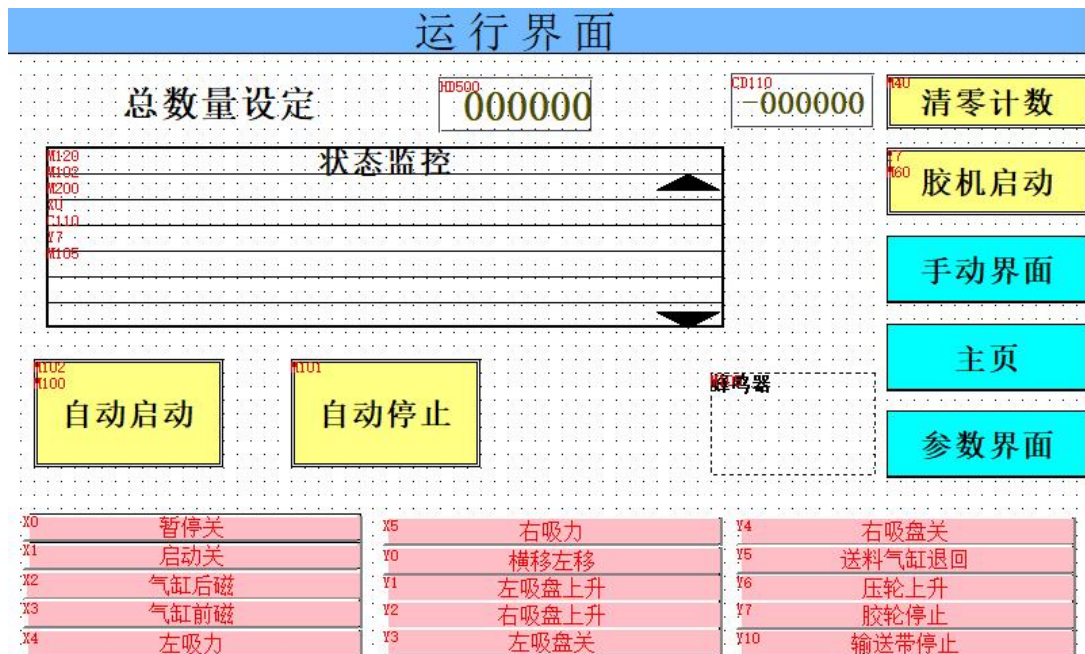 运行界面
总数量设定
HD500
000000
CD110
-000000
清零计数
M120
状态监控
M102
M200
X0
C110
Y7
M105
Y7
M60
胶机启动
手动界面
主页
M102
M100
自动启动
M101
自动停止
蜂鸣器
参数界面
X0 暂停关
X1 启动关
X2 气缸后磁
X3 气缸前磁
X4 左吸力
X5 右吸力
Y0 横移左移
Y1 左吸盘上升
Y2 右吸盘上升
Y3 左吸盘关
Y4 右吸盘关
Y5 送料气缸退回
Y6 压轮上升
Y7 胶轮停止
Y10 输送带停止